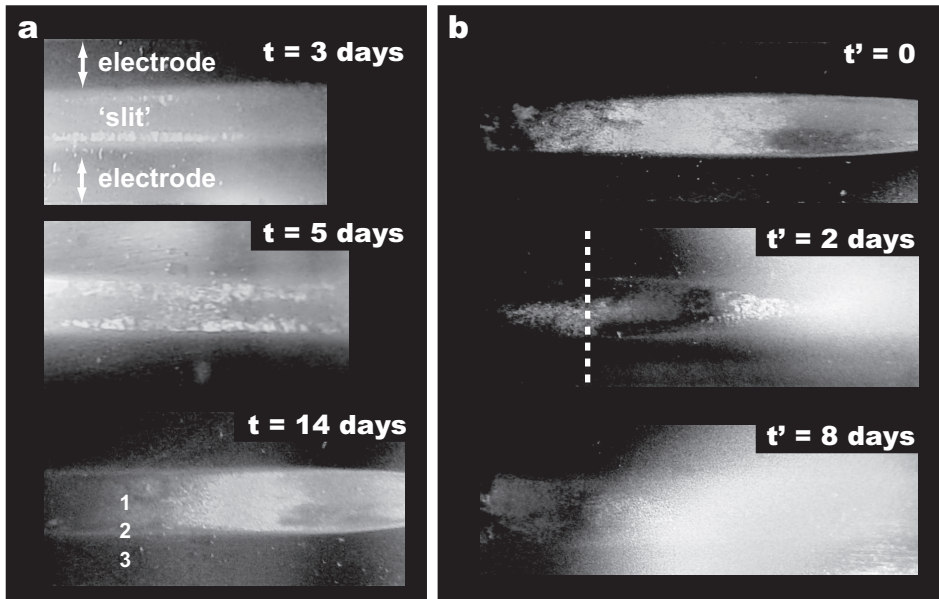 a
t = 3 days
electrode
‘slit’
electrode
t = 5 days
t = 14 days
1
2
3
b
t’ = 0
t’ = 2 days
t’ = 8 days